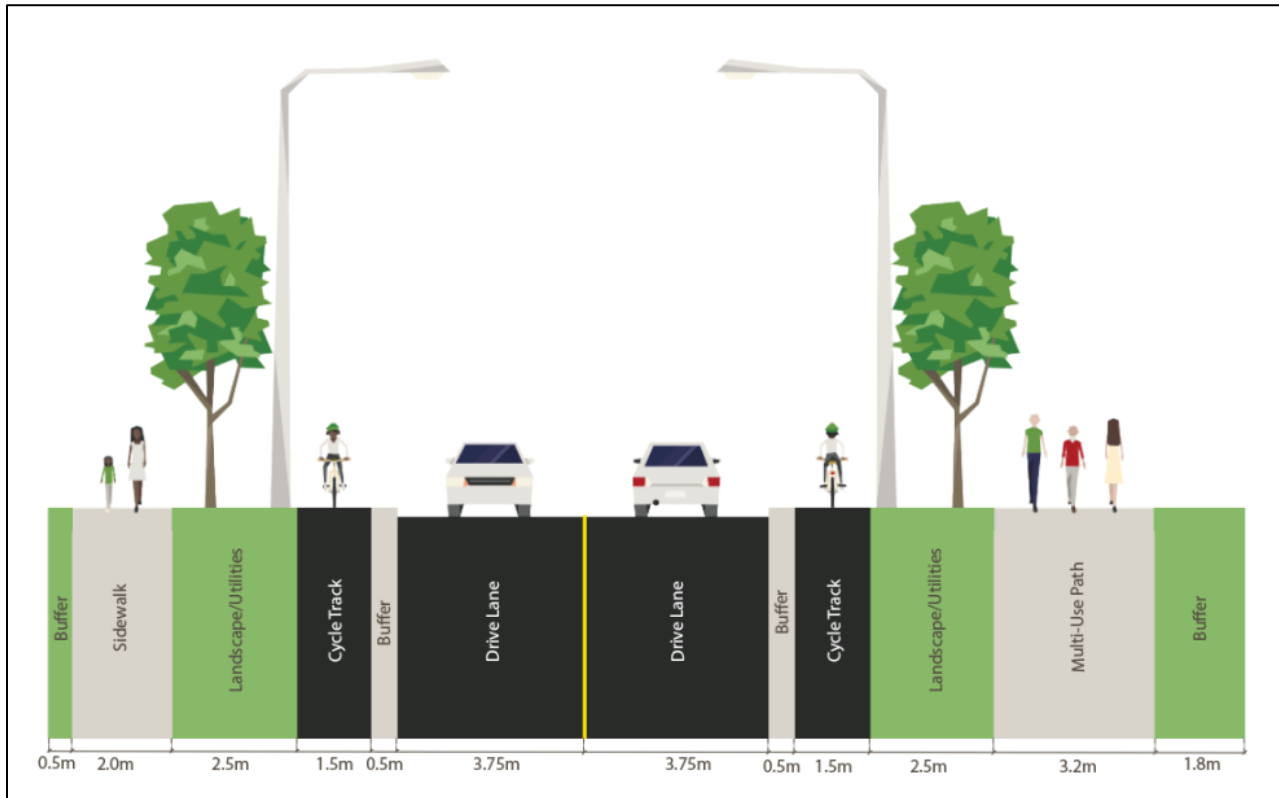 Buffer
Sidewalk
Landscape/Utilities
Cycle Track
Buffer
Drive Lane
Drive Lane
Buffer
Cycle Track
Landscape/Utilities
Multi-Use Path
Buffer
0.5m
2.0m
2.5m
1.5m
0.5m
3.75m
3.75m
0.5m
1.5m
2.5m
3.2m
1.8m